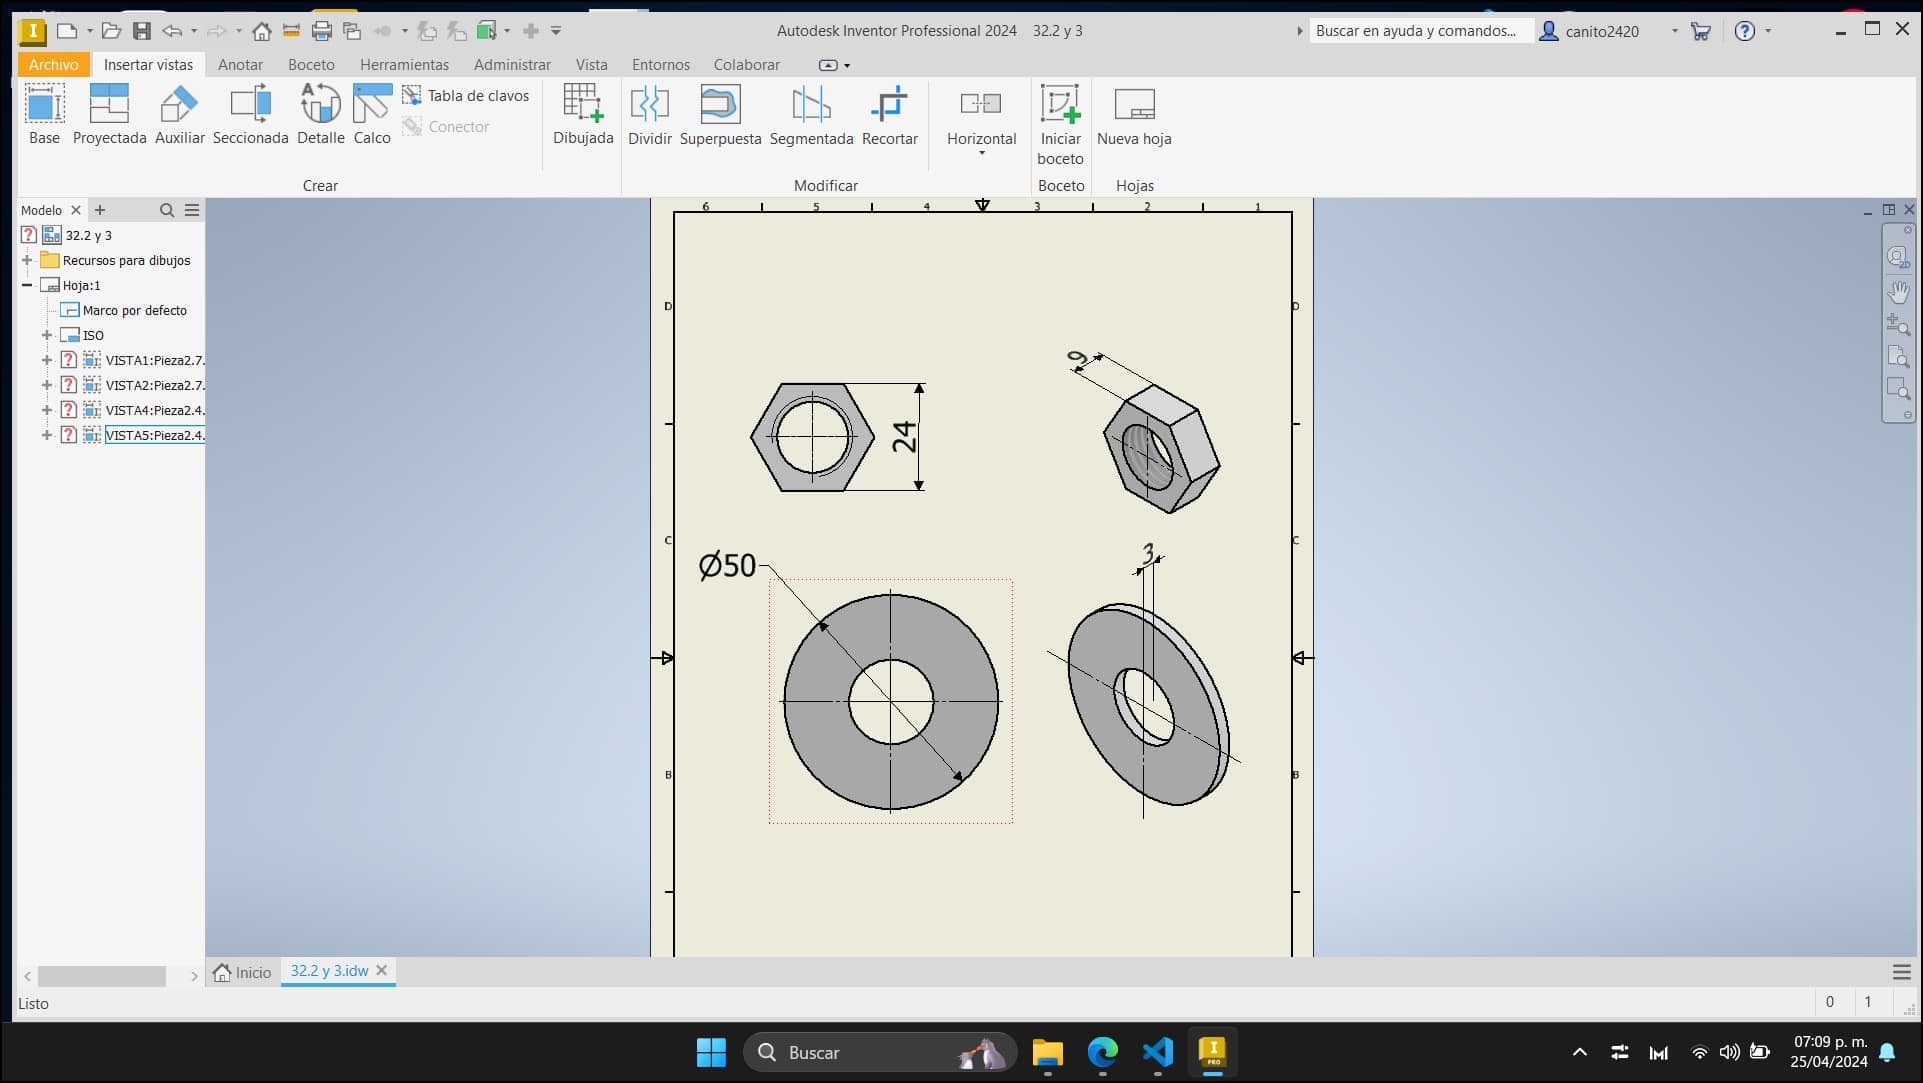 Autodesk Inventor Professional 2024 32.2 y 3
Buscar en ayuda y comandos...
canito2420
Archivo Insertar vistas Anotar Boceto Herramientas Administrar Vista Entornos Colaborar
Base Proyectada Auxiliar Seccionada Detalle Calco
Tabla de clavos
Conector
Dibujada Dividir Superpuesta Segmentada Recortar Horizontal
Iniciar
boceto
Nueva hoja
Crear Modificar Boceto Hojas
Modelo
32.2 y 3
Recursos para dibujos
Hoja:1
Marco por defecto
ISO
VISTA1:Pieza2.7.
VISTA2:Pieza2.7.
VISTA4:Pieza2.4.
VISTA5:Pieza2.4.
6 5 4 3 2 1
D D
9
24
C C
Ø50
3
B B
2D
Inicio
32.2 y 3.idw
Listo
0 1
Buscar
I
PRO
07:09 p. m.
25/04/2024